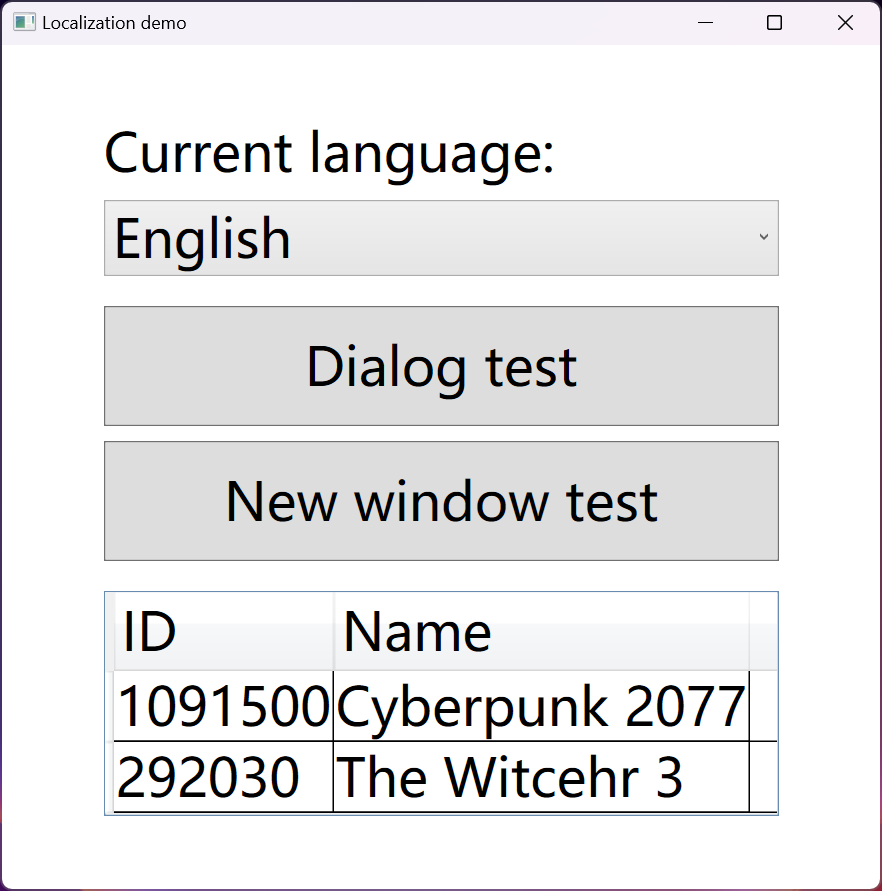 Localization demo
Current language:
English
Dialog test
New window test
ID Name
1091500 Cyberpunk 2077
292030 The Witcehr 3